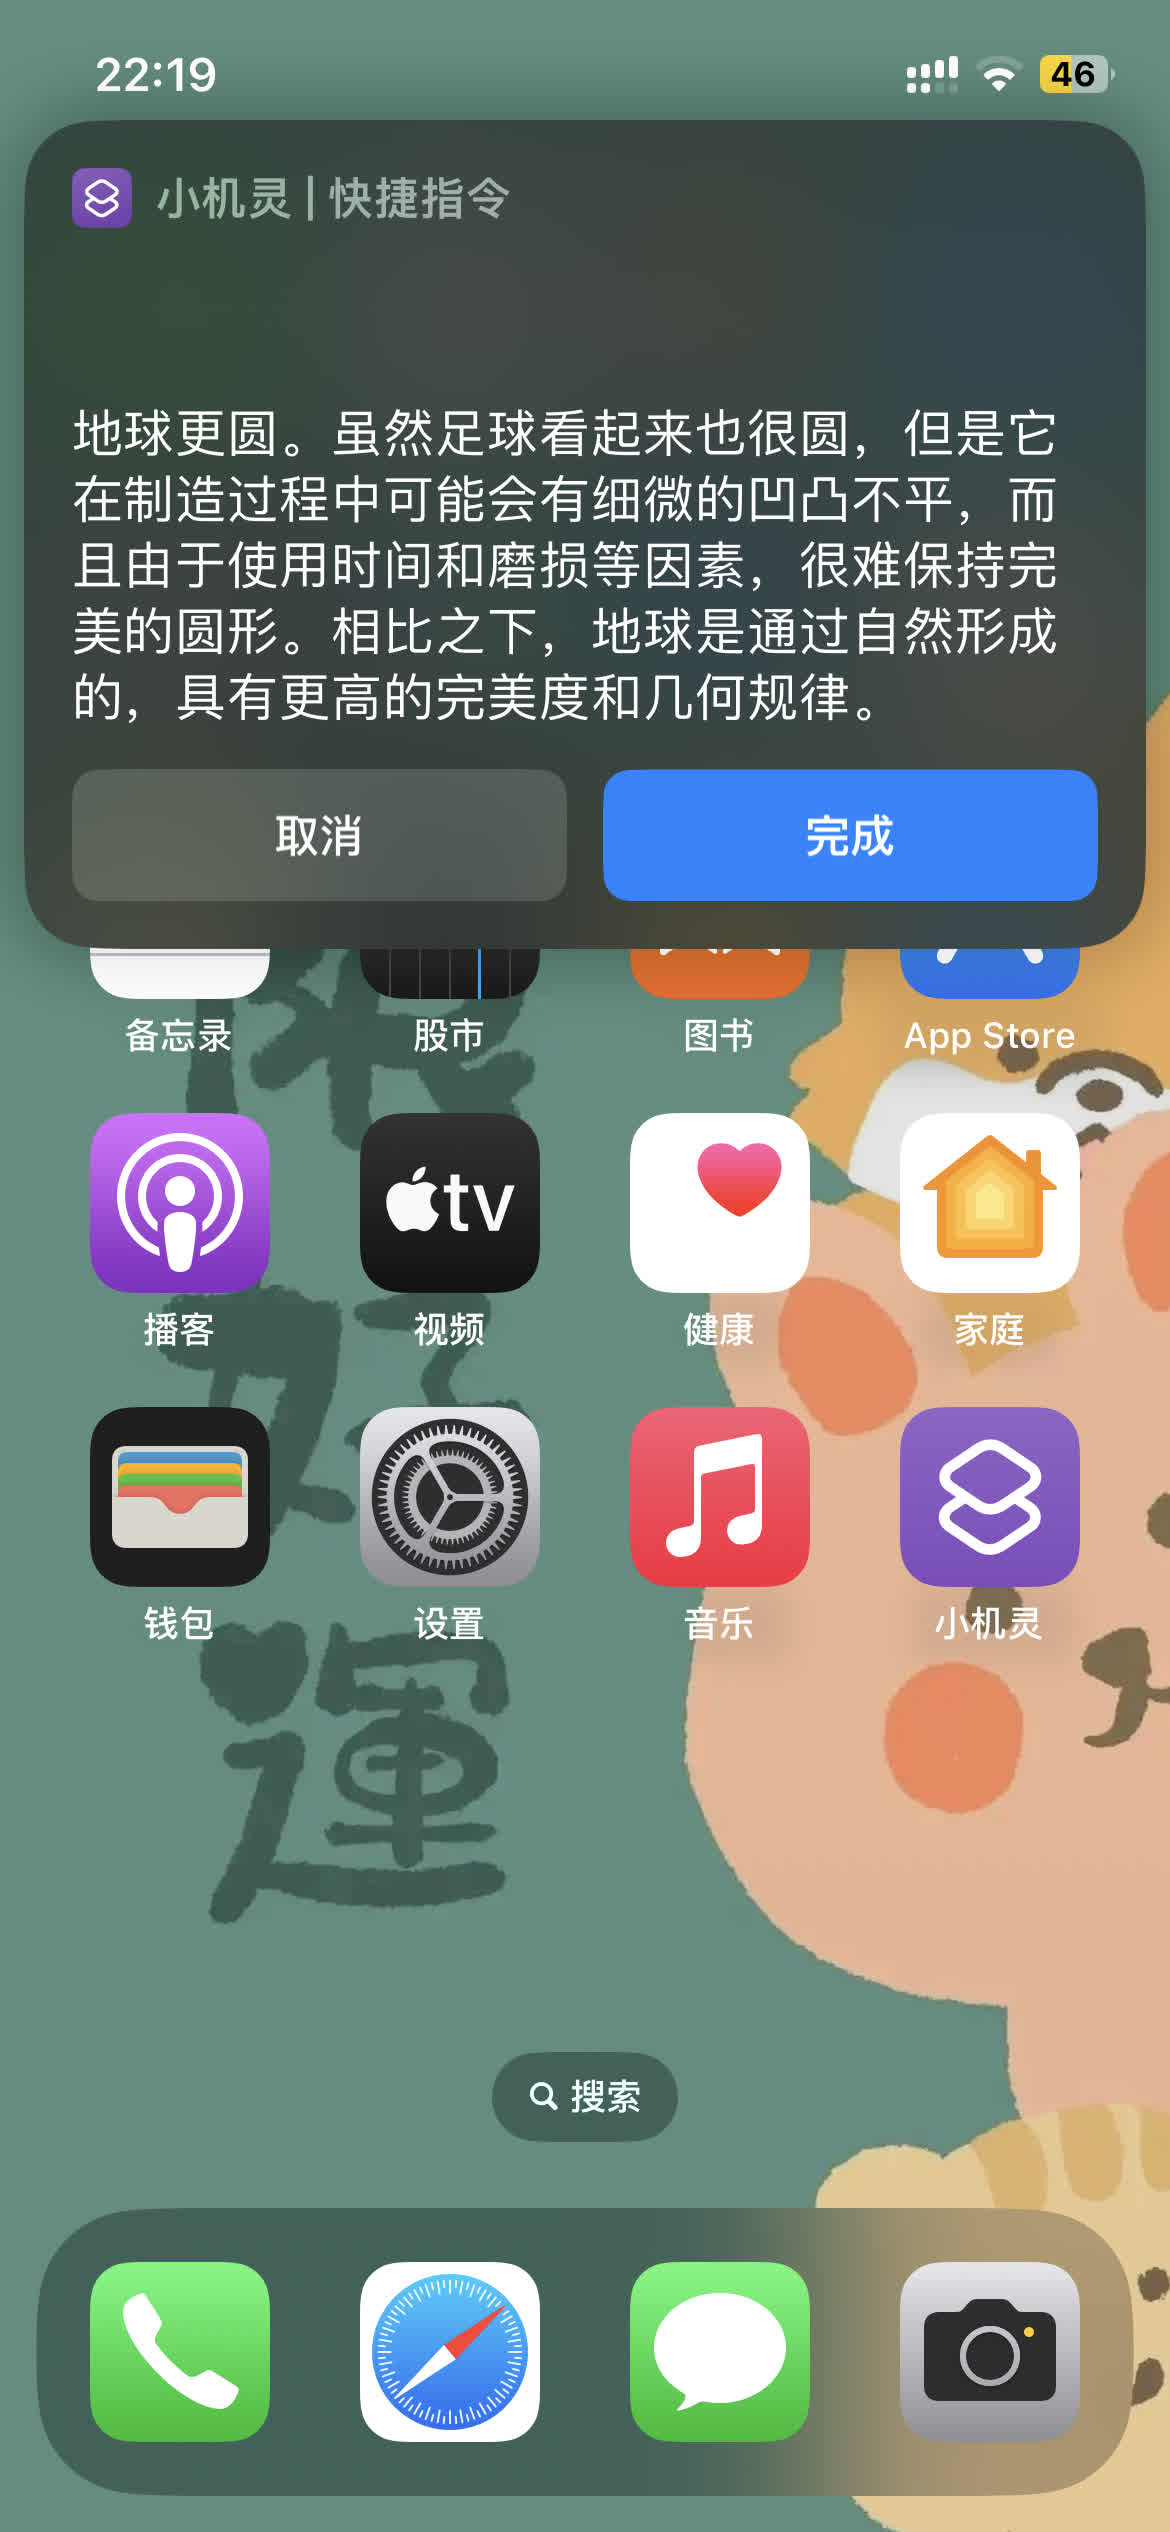 22:19
46
小机灵 | 快捷指令
地球更圆。虽然足球看起来也很圆，但是它
在制造过程中可能会有细微的凹凸不平，而
且由于使用时间和磨损等因素，很难保持完
美的圆形。相比之下，地球是通过自然形成
的，具有更高的完美度和几何规律。
取消
完成
备忘录
股市
图书
App Store
tv
播客
视频
健康
家庭
钱包
设置
音乐
小机灵
好
運
搜索